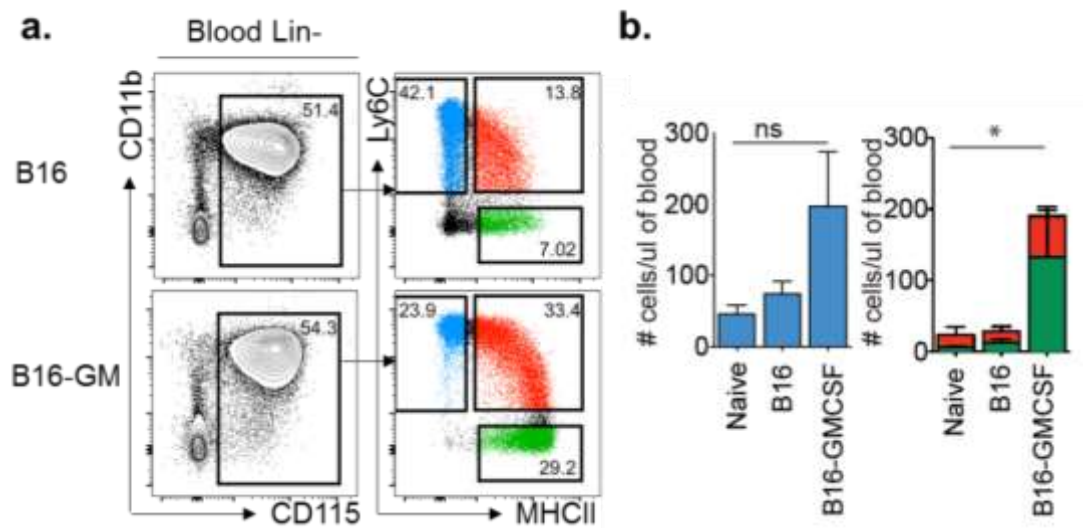 a.
Blood Lin-
B16
CD11b
51.4
Ly6C
42.1
13.8
7.02
B16-GM
54.3
23.9
33.4
29.2
CD115
MHCII
b.
# cells/ul of blood
300
200
100
0
ns
Naive
B16
B16-GMCSF
# cells/ul of blood
300
200
100
0
*
Naive
B16
B16-GMCSF